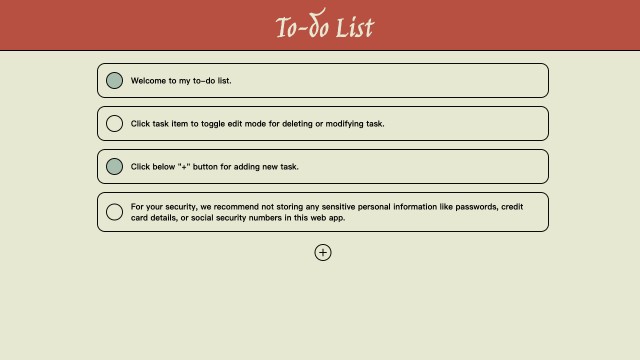 To-do List
Welcome to my to-do list.
Click task item to toggle edit mode for deleting or modifying task.
Click below "+" button for adding new task.
For your security, we recommend not storing any sensitive personal information like passwords, credit
card details, or social security numbers in this web app.